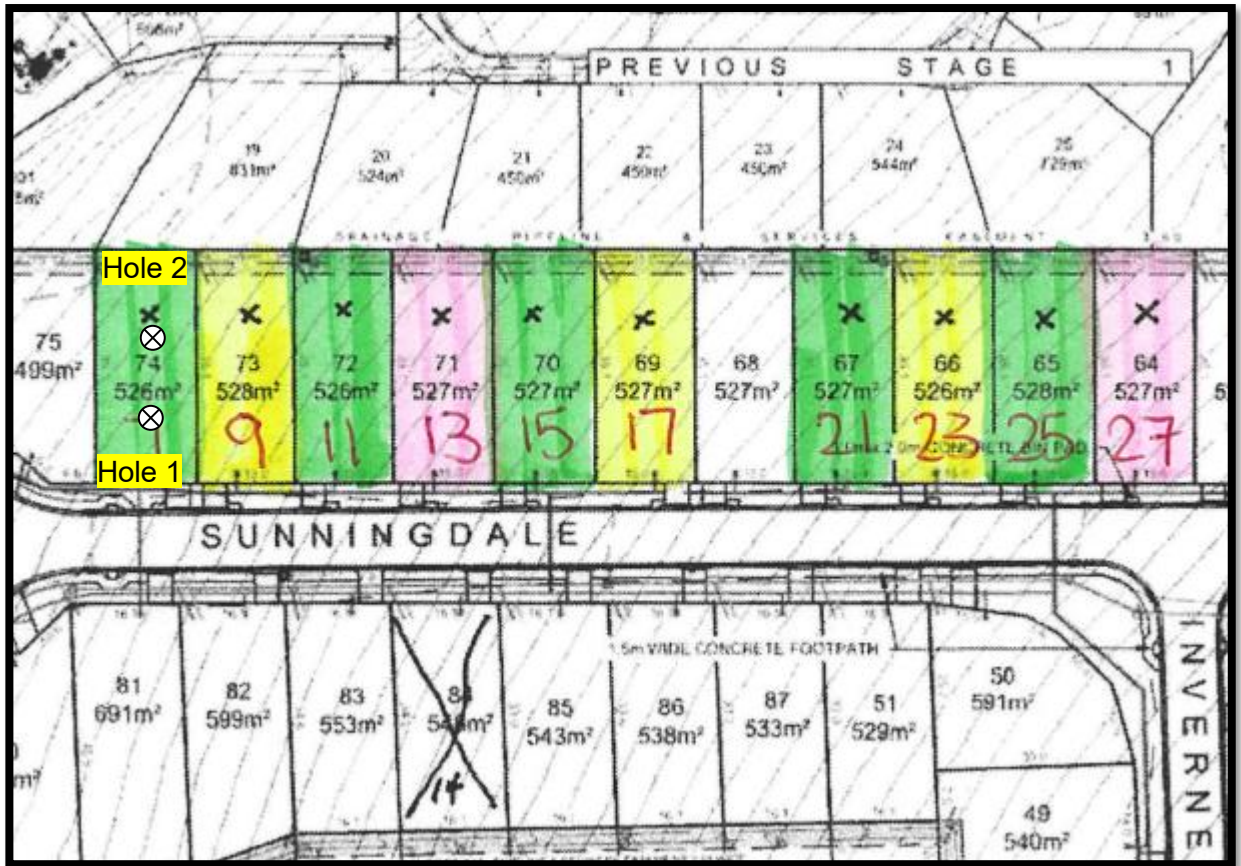 PREVIOUS STAGE 1
19
831m²
20
524m²
21
450m²
22
450m²
23
450m²
24
544m²
25
729m²
DRAINAGE PIPELINE & SERVICES EASEMENT
Hole 2
75
499m²
74
526m²
73
528m²
72
526m²
71
527m²
70
527m²
69
527m²
68
527m²
67
527m²
66
526m²
65
528m²
64
527m²
9
11
13
15
17
21
23
25
27
CONCRETE BIN PAD
Hole 1
SUNNINGDALE
1.5m WIDE CONCRETE FOOTPATH
81
691m²
82
599m²
83
553m²
84
14
85
543m²
86
538m²
87
533m²
51
529m²
50
591m²
49
540m²
INVERNE